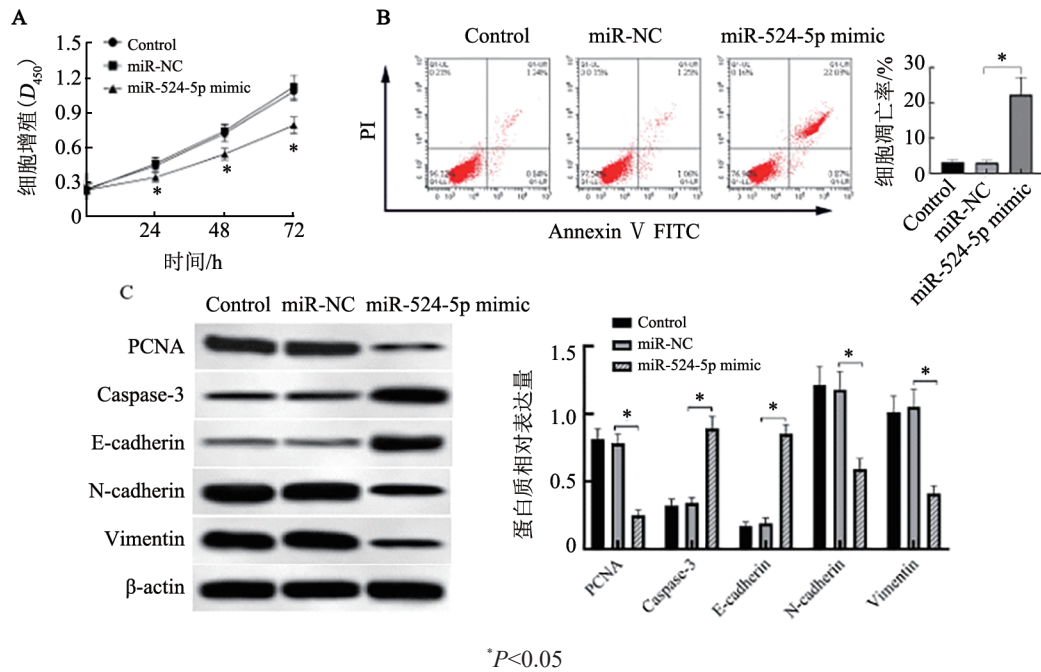 A
1.5
1.2
0.9
0.6
0.3
0
细胞增殖 (D450)
Control
miR-NC
miR-524-5p mimic
*
*
*
24
48
72
时间/h
B
Control
miR-NC
miR-524-5p mimic
PI
Annexin V FITC
细胞凋亡率/%
40
30
20
10
0
*
Control
miR-NC
miR-524-5p mimic
C
Control
miR-NC
miR-524-5p mimic
PCNA
Caspase-3
E-cadherin
N-cadherin
Vimentin
β-actin
蛋白质相对表达量
1.5
1.0
0.5
0
Control
miR-NC
miR-524-5p mimic
*
*
*
*
*
PCNA
Caspase-3
E-cadherin
N-cadherin
Vimentin
*P<0.05